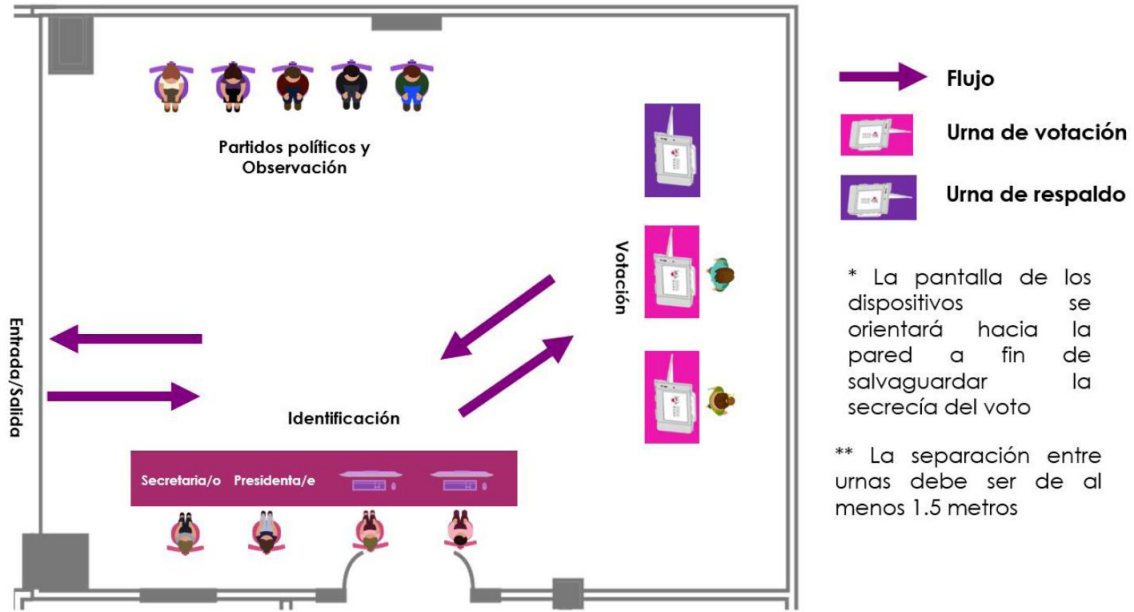 Partidos políticos y
Observación
Votación
Entrada/Salida
Identificación
Secretaria/o
Presidenta/e
Flujo
Urna de votación
Urna de respaldo
* La pantalla de los
dispositivos se
orientará hacia la
pared a fin de
salvaguardar la
secrecía del voto
** La separación entre
urnas debe ser de al
menos 1.5 metros